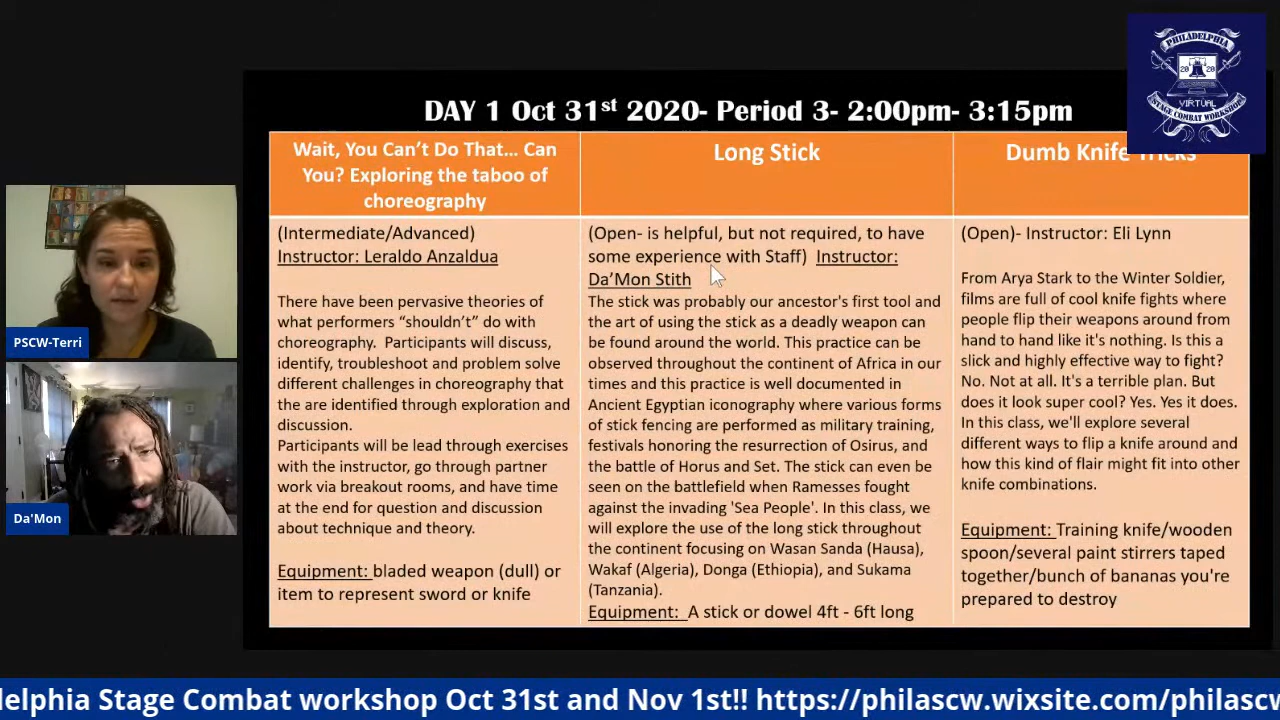 PHILADELPHIA
20 20
VIRTUAL
STAGE COMBAT WORKSHOP
DAY 1 Oct 31st 2020- Period 3- 2:00pm- 3:15pm
Wait, You Can't Do That... Can
You? Exploring the taboo of
choreography
(Intermediate/Advanced)
Instructor: Leraldo Anzaldua
There have been pervasive theories of
what performers "shouldn't" do with
choreography. Participants will discuss,
identify, troubleshoot and problem solve
different challenges in choreography that
the are identified through exploration and
discussion.
Participants will be lead through exercises
with the instructor, go through partner
work via breakout rooms, and have time
at the end for question and discussion
about technique and theory.
Equipment: bladed weapon (dull) or
item to represent sword or knife
Long Stick
(Open- is helpful, but not required, to have
some experience with Staff) Instructor:
Da'Mon Stith
The stick was probably our ancestor's first tool and
the art of using the stick as a deadly weapon can
be found around the world. This practice can be
observed throughout the continent of Africa in our
times and this practice is well documented in
Ancient Egyptian iconography where various forms
of stick fencing are performed as military training,
festivals honoring the resurrection of Osirus, and
the battle of Horus and Set. The stick can even be
seen on the battlefield when Ramesses fought
against the invading 'Sea People'. In this class, we
will explore the use of the long stick throughout
the continent focusing on Wasan Sanda (Hausa),
Wakaf (Algeria), Donga (Ethiopia), and Sukama
(Tanzania).
Equipment: A stick or dowel 4ft - 6ft long
Dumb Knife Tricks
(Open)- Instructor: Eli Lynn
From Arya Stark to the Winter Soldier,
films are full of cool knife fights where
people flip their weapons around from
hand to hand like it's nothing. Is this a
slick and highly effective way to fight?
No. Not at all. It's a terrible plan. But
does it look super cool? Yes. Yes it does.
In this class, we'll explore several
different ways to flip a knife around and
how this kind of flair might fit into other
knife combinations.
Equipment: Training knife/wooden
spoon/several paint stirrers taped
together/bunch of bananas you're
prepared to destroy
PSCW-Terri
Da'Mon
delphia Stage Combat workshop Oct 31st and Nov 1st!! https://philascw.wixsite.com/philascw